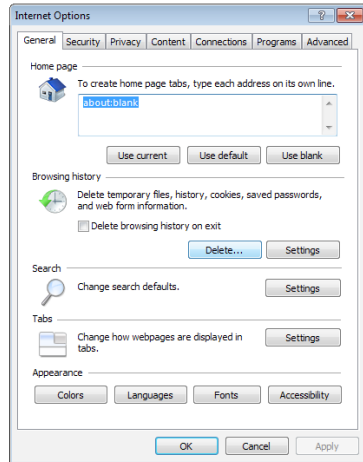 Internet Options
General Security Privacy Content Connections Programs Advanced
Home page
To create home page tabs, type each address on its own line.
about:blank
Use current Use default Use blank
Browsing history
Delete temporary files, history, cookies, saved passwords,
and web form information.
Delete browsing history on exit
Delete... Settings
Search
Change search defaults. Settings
Tabs
Change how webpages are displayed in
tabs.
Settings
Appearance
Colors Languages Fonts Accessibility
OK Cancel Apply